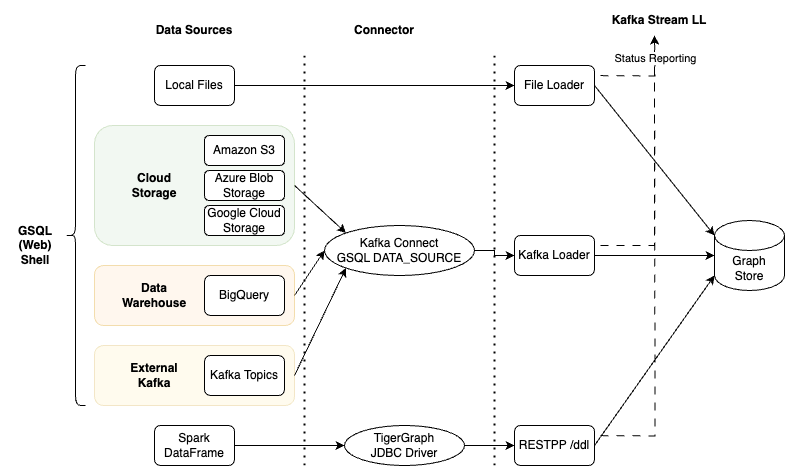 Kafka Stream LL
Data Sources
Connector
Status Reporting
Local Files
File Loader
Amazon S3
Cloud
Storage
Azure Blob
Storage
Google Cloud
Storage
GSQL
(Web)
Shell
Kafka Connect
GSQL DATA_SOURCE
Kafka Loader
Graph
Store
Data
Warehouse
BigQuery
External
Kafka
Kafka Topics
Spark
DataFrame
TigerGraph
JDBC Driver
RESTPP /ddl